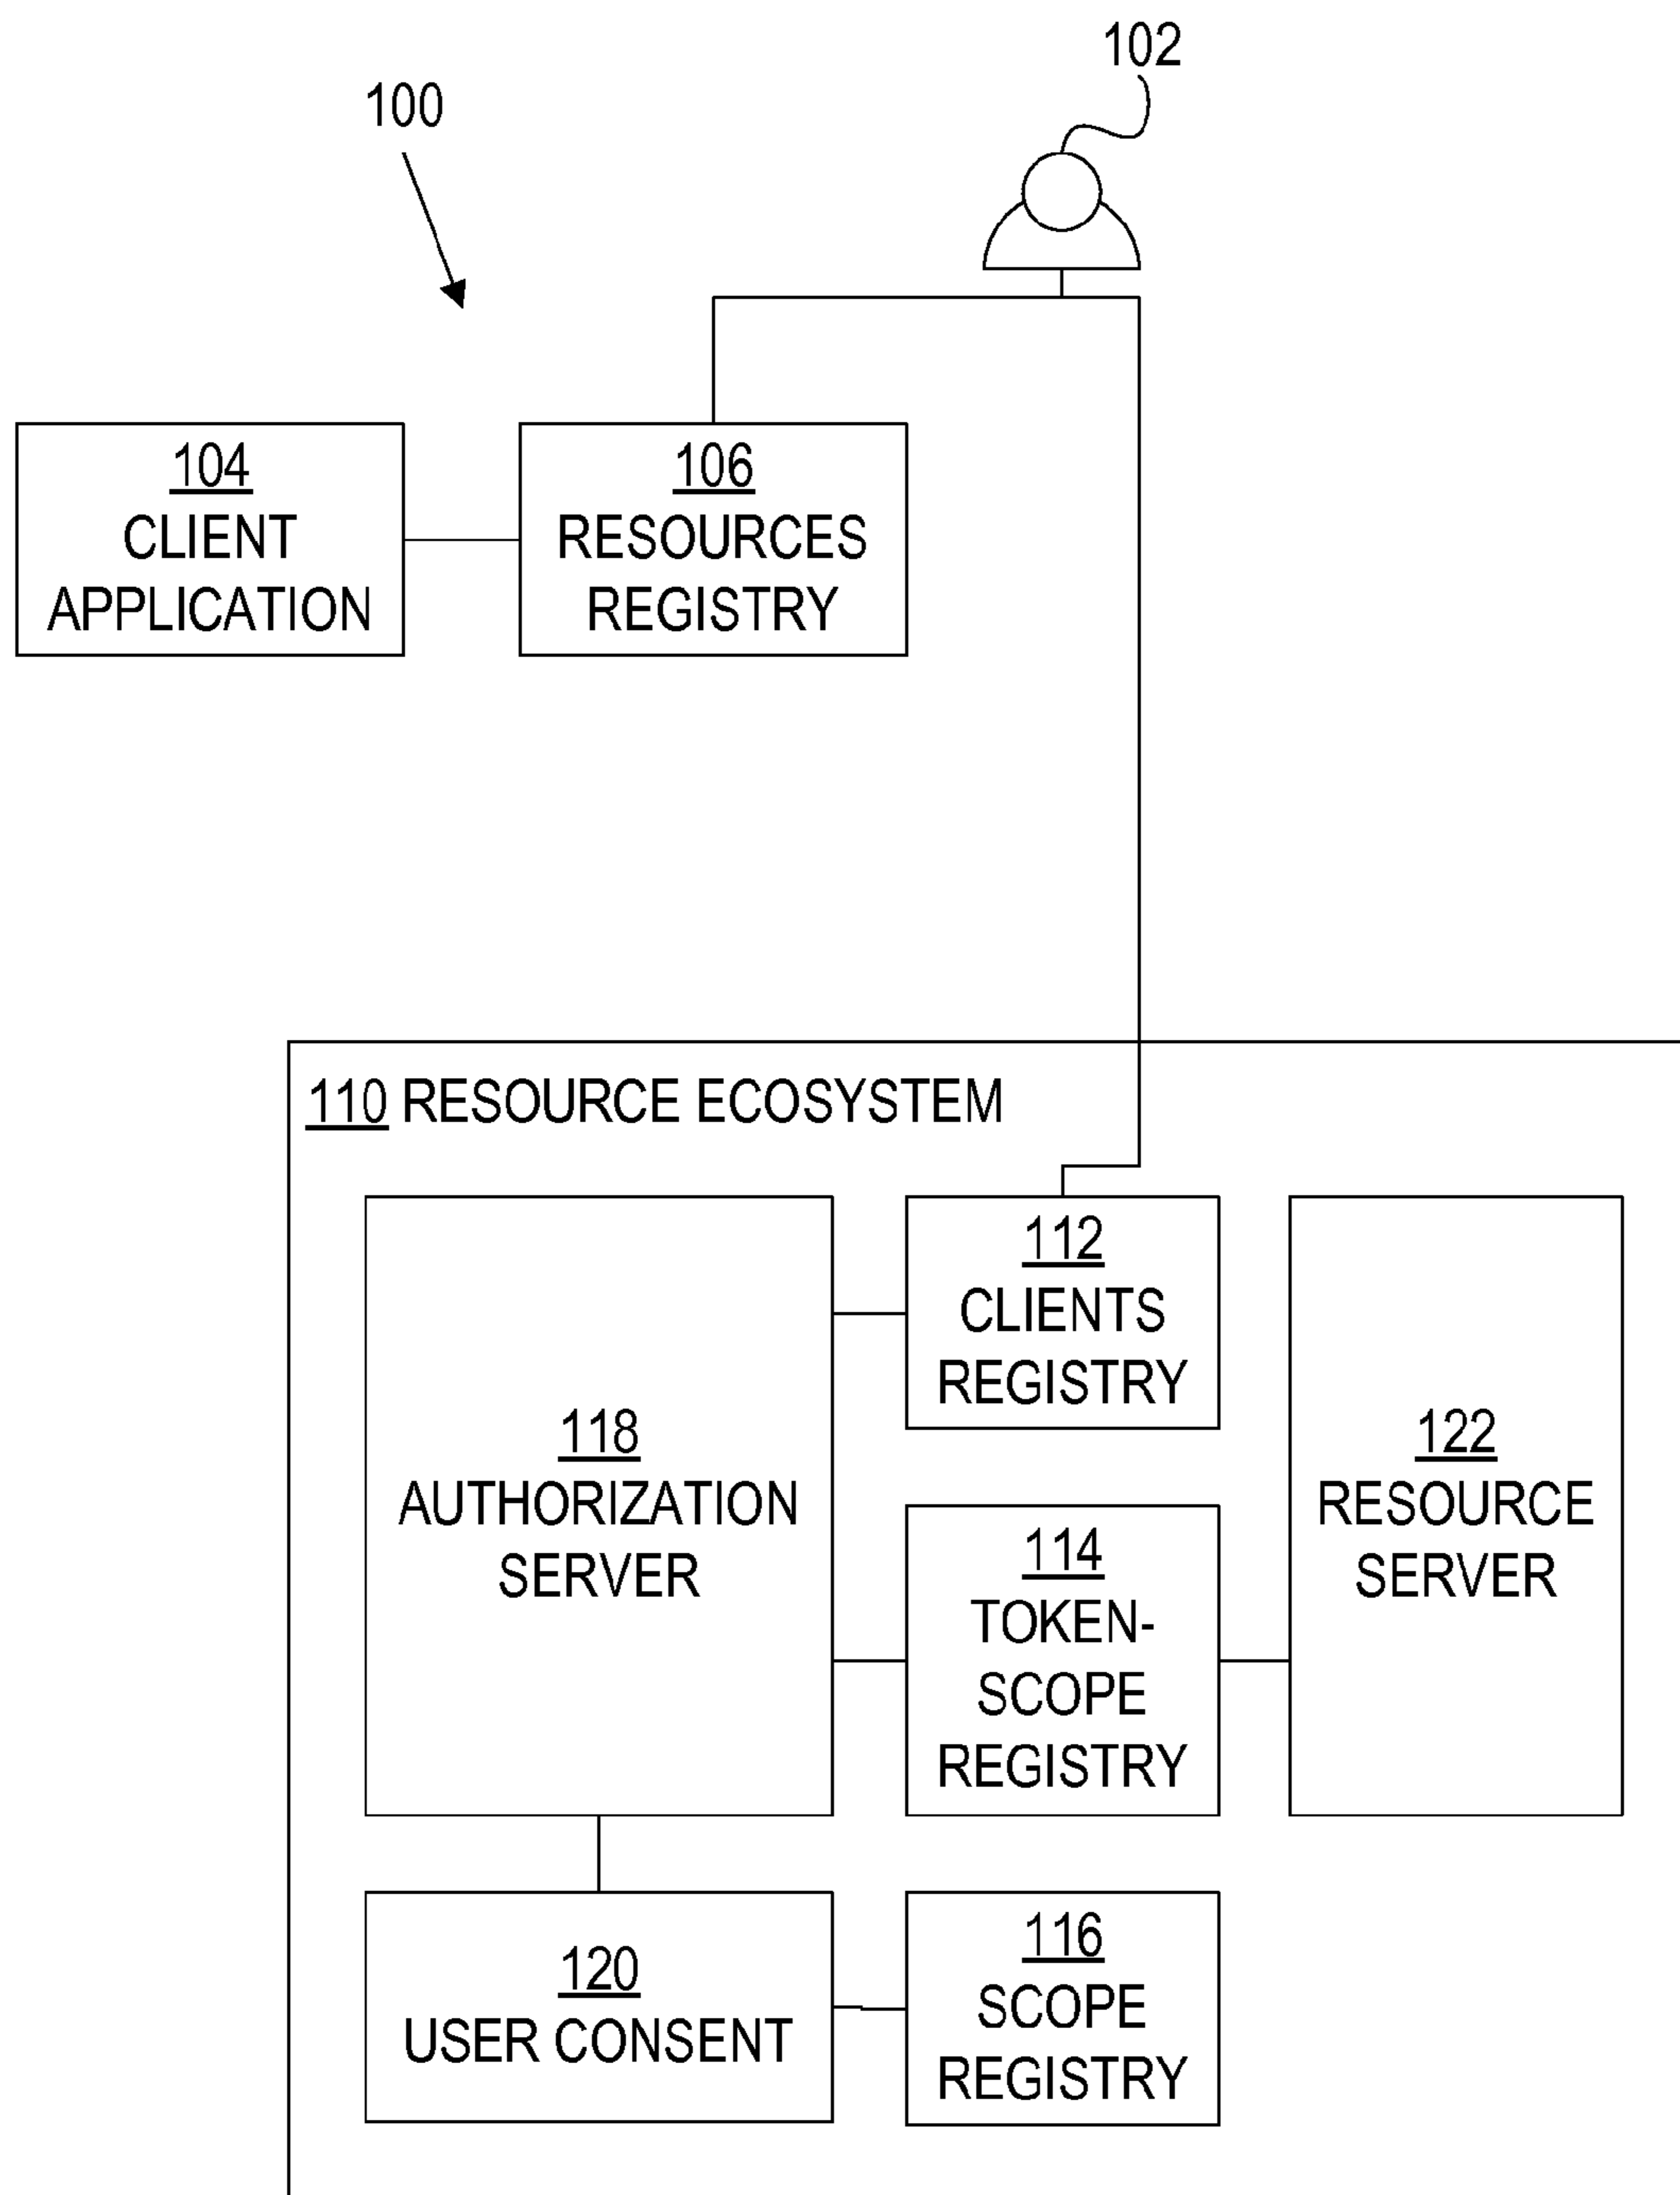 102
100
104
CLIENT
APPLICATION
106
RESOURCES
REGISTRY
110 RESOURCE ECOSYSTEM
118
AUTHORIZATION
SERVER
112
CLIENTS
REGISTRY
114
TOKEN-
SCOPE
REGISTRY
122
RESOURCE
SERVER
120
USER CONSENT
116
SCOPE
REGISTRY